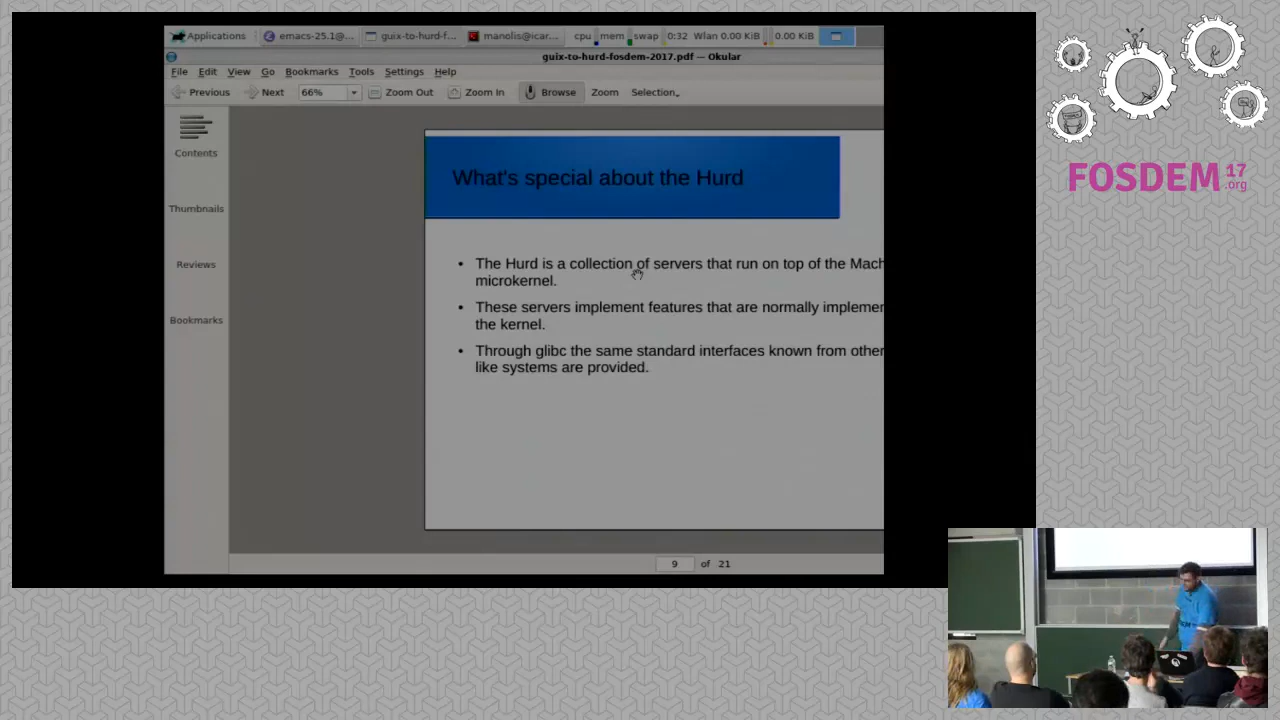 Applications
emacs-25.1@...
guix-to-hurd-f...
manolis@icar...
cpu mem swap 0:32 Wlan 0.00 KiB 0.00 KiB
guix-to-hurd-fosdem-2017.pdf — Okular
File Edit View Go Bookmarks Tools Settings Help
Previous Next 66% Zoom Out Zoom In Browse Zoom Selection
Contents
Thumbnails
Reviews
Bookmarks
What's special about the Hurd
• The Hurd is a collection of servers that run on top of the Mach
microkernel.
• These servers implement features that are normally implemen
the kernel.
• Through glibc the same standard interfaces known from other
like systems are provided.
9 of 21
FOSDEM 17
.org